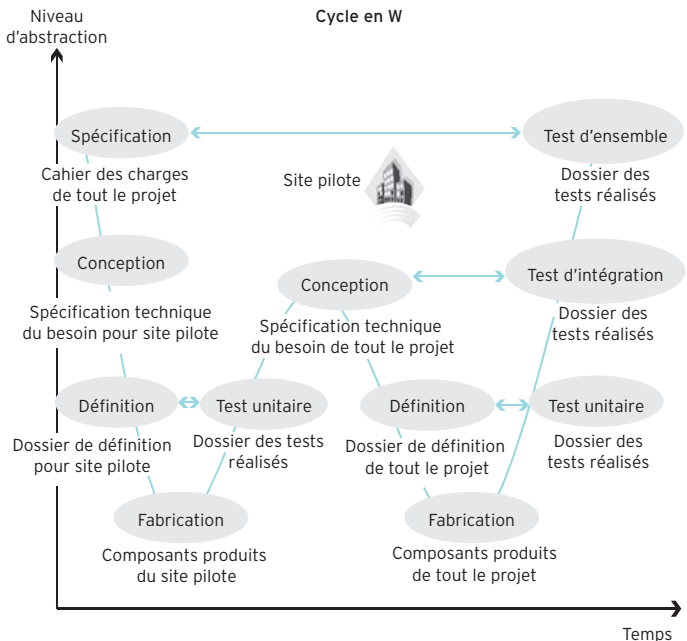 Niveau
d'abstraction
Cycle en W
Spécification
Test d'ensemble
Cahier des charges
de tout le projet
Site pilote
Dossier des
tests réalisés
Conception
Conception
Test d'intégration
Spécification technique
du besoin pour site pilote
Spécification technique
du besoin de tout le projet
Dossier des
tests réalisés
Définition
Test unitaire
Définition
Test unitaire
Dossier de définition
pour site pilote
Dossier des tests
réalisés
Dossier de définition
de tout le projet
Dossier des
tests réalisés
Fabrication
Fabrication
Composants produits
du site pilote
Composants produits
de tout le projet
Temps